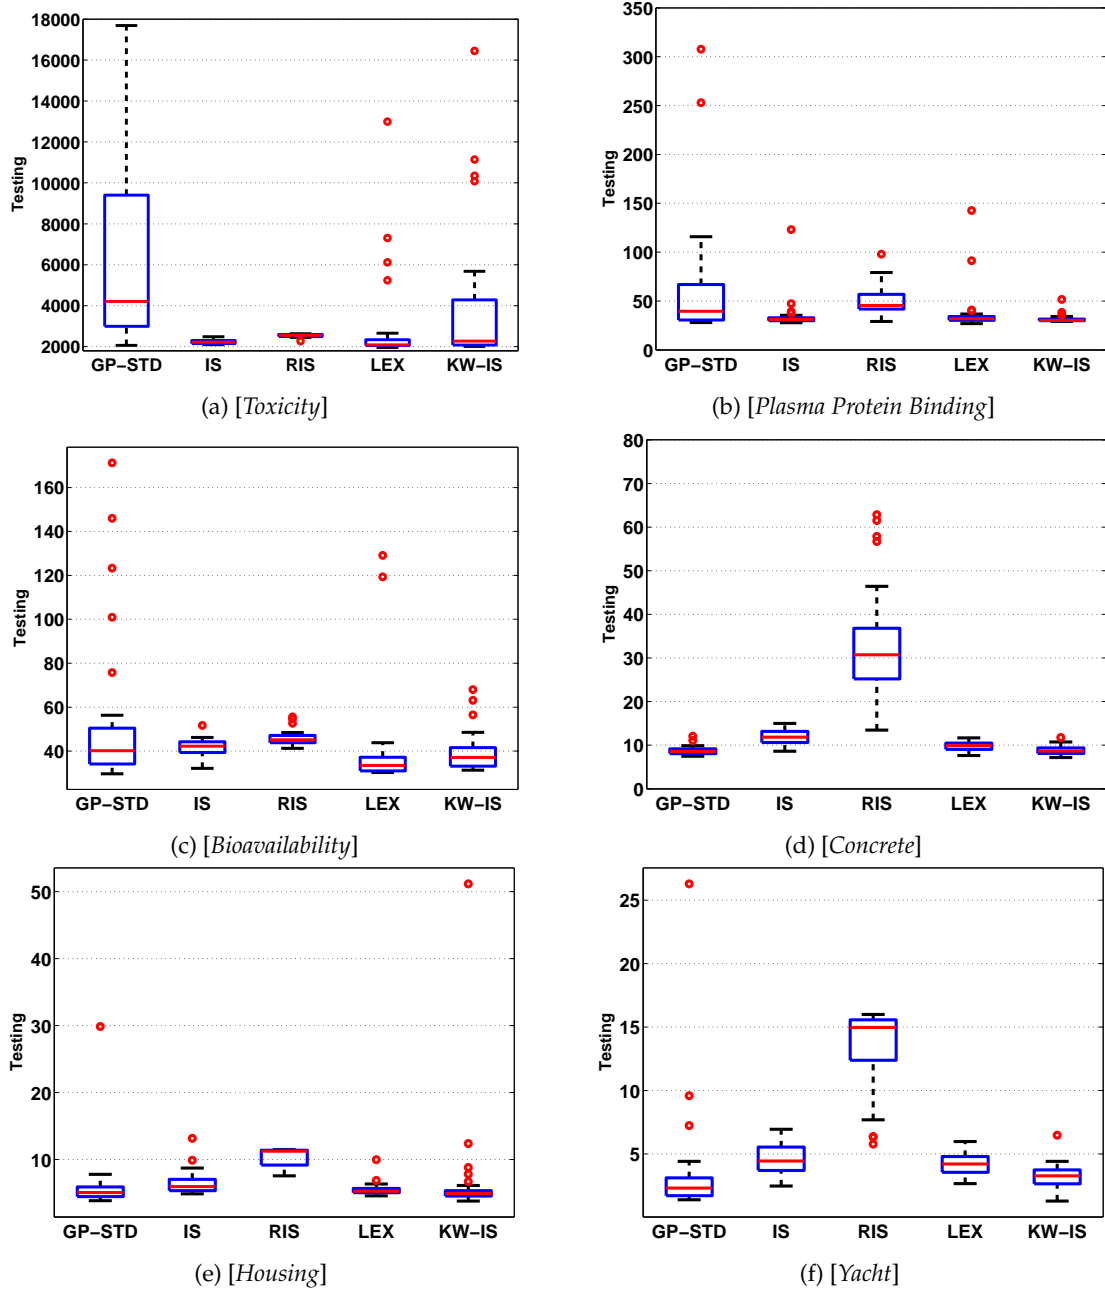 18000
16000
14000
12000
10000
8000
6000
4000
2000
Testing
GP–STD IS RIS LEX KW–IS
(a) [Toxicity]
350
300
250
200
150
100
50
0
Testing
GP–STD IS RIS LEX KW–IS
(b) [Plasma Protein Binding]
160
140
120
100
80
60
40
Testing
GP–STD IS RIS LEX KW–IS
(c) [Bioavailability]
80
70
60
50
40
30
20
10
0
Testing
GP–STD IS RIS LEX KW–IS
(d) [Concrete]
50
40
30
20
10
Testing
GP–STD IS RIS LEX KW–IS
(e) [Housing]
25
20
15
10
5
Testing
GP–STD IS RIS LEX KW–IS
(f) [Yacht]